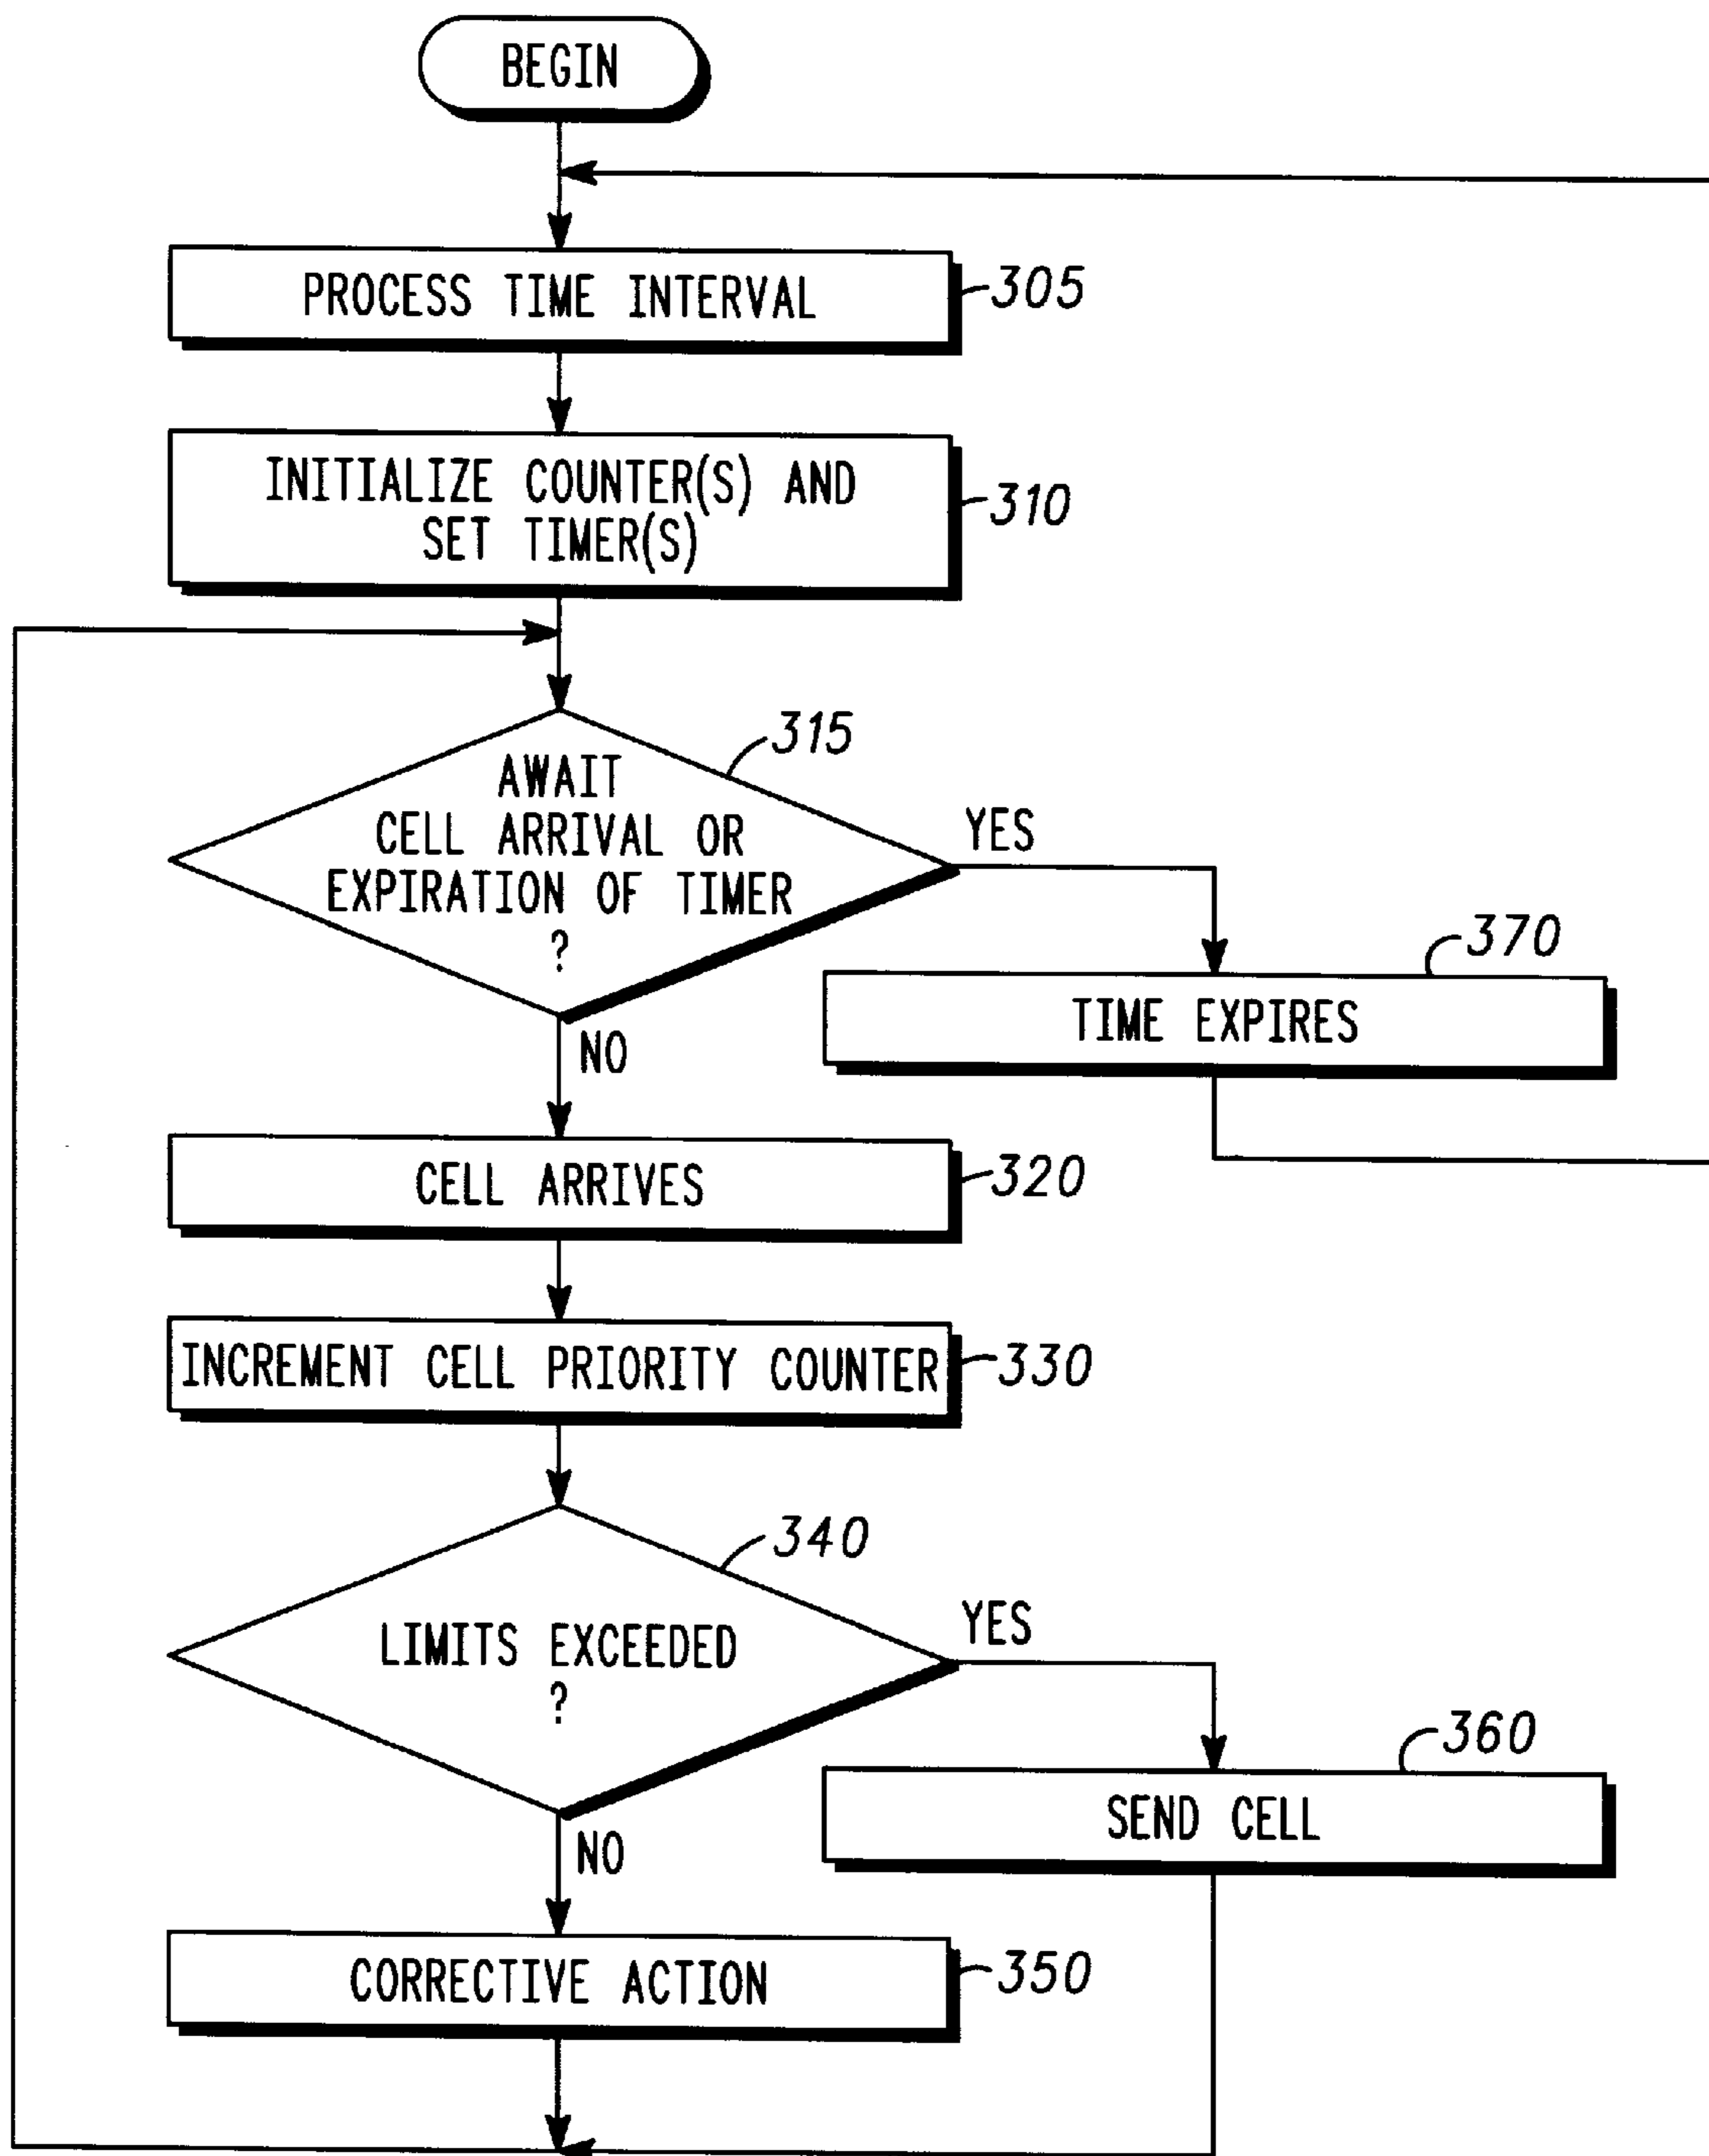 BEGIN
PROCESS TIME INTERVAL
305
INITIALIZE COUNTER(S) AND
SET TIMER(S)
310
315
AWAIT
CELL ARRIVAL OR
EXPIRATION OF TIMER
?
YES
NO
370
TIME EXPIRES
CELL ARRIVES
320
INCREMENT CELL PRIORITY COUNTER
330
340
LIMITS EXCEEDED
?
YES
NO
360
SEND CELL
CORRECTIVE ACTION
350